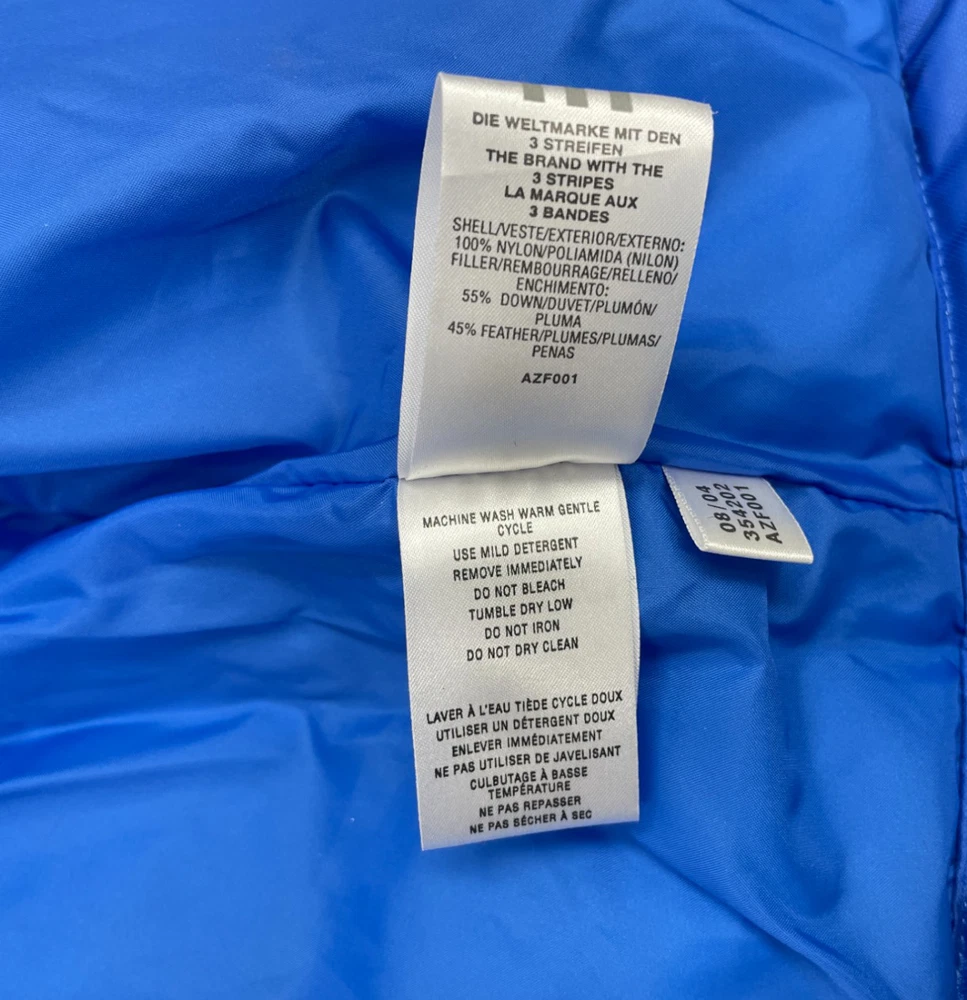 DIE WELTMARKE MIT DEN
3 STREIFEN
THE BRAND WITH THE
3 STRIPES
LA MARQUE AUX
3 BANDES
SHELL/VESTE/EXTERIOR/EXTERNO:
100% NYLON/POLIAMIDA (NILON)
FILLER/REMBOURRAGE/RELLENO/
ENCHIMENTO:
55% DOWN/DUVET/PLUMÓN/
PLUMA
45% FEATHER/PLUMES/PLUMAS/
PENAS
AZF001
MACHINE WASH WARM GENTLE
CYCLE
USE MILD DETERGENT
REMOVE IMMEDIATELY
DO NOT BLEACH
TUMBLE DRY LOW
DO NOT IRON
DO NOT DRY CLEAN
LAVER À L'EAU TIÈDE CYCLE DOUX
UTILISER UN DÉTERGENT DOUX
ENLEVER IMMÉDIATEMENT
NE PAS UTILISER DE JAVELISANT
CULBUTAGE À BASSE
TEMPÉRATURE
NE PAS REPASSER
NE PAS SÉCHER À SEC
08/04
354202
AZF001